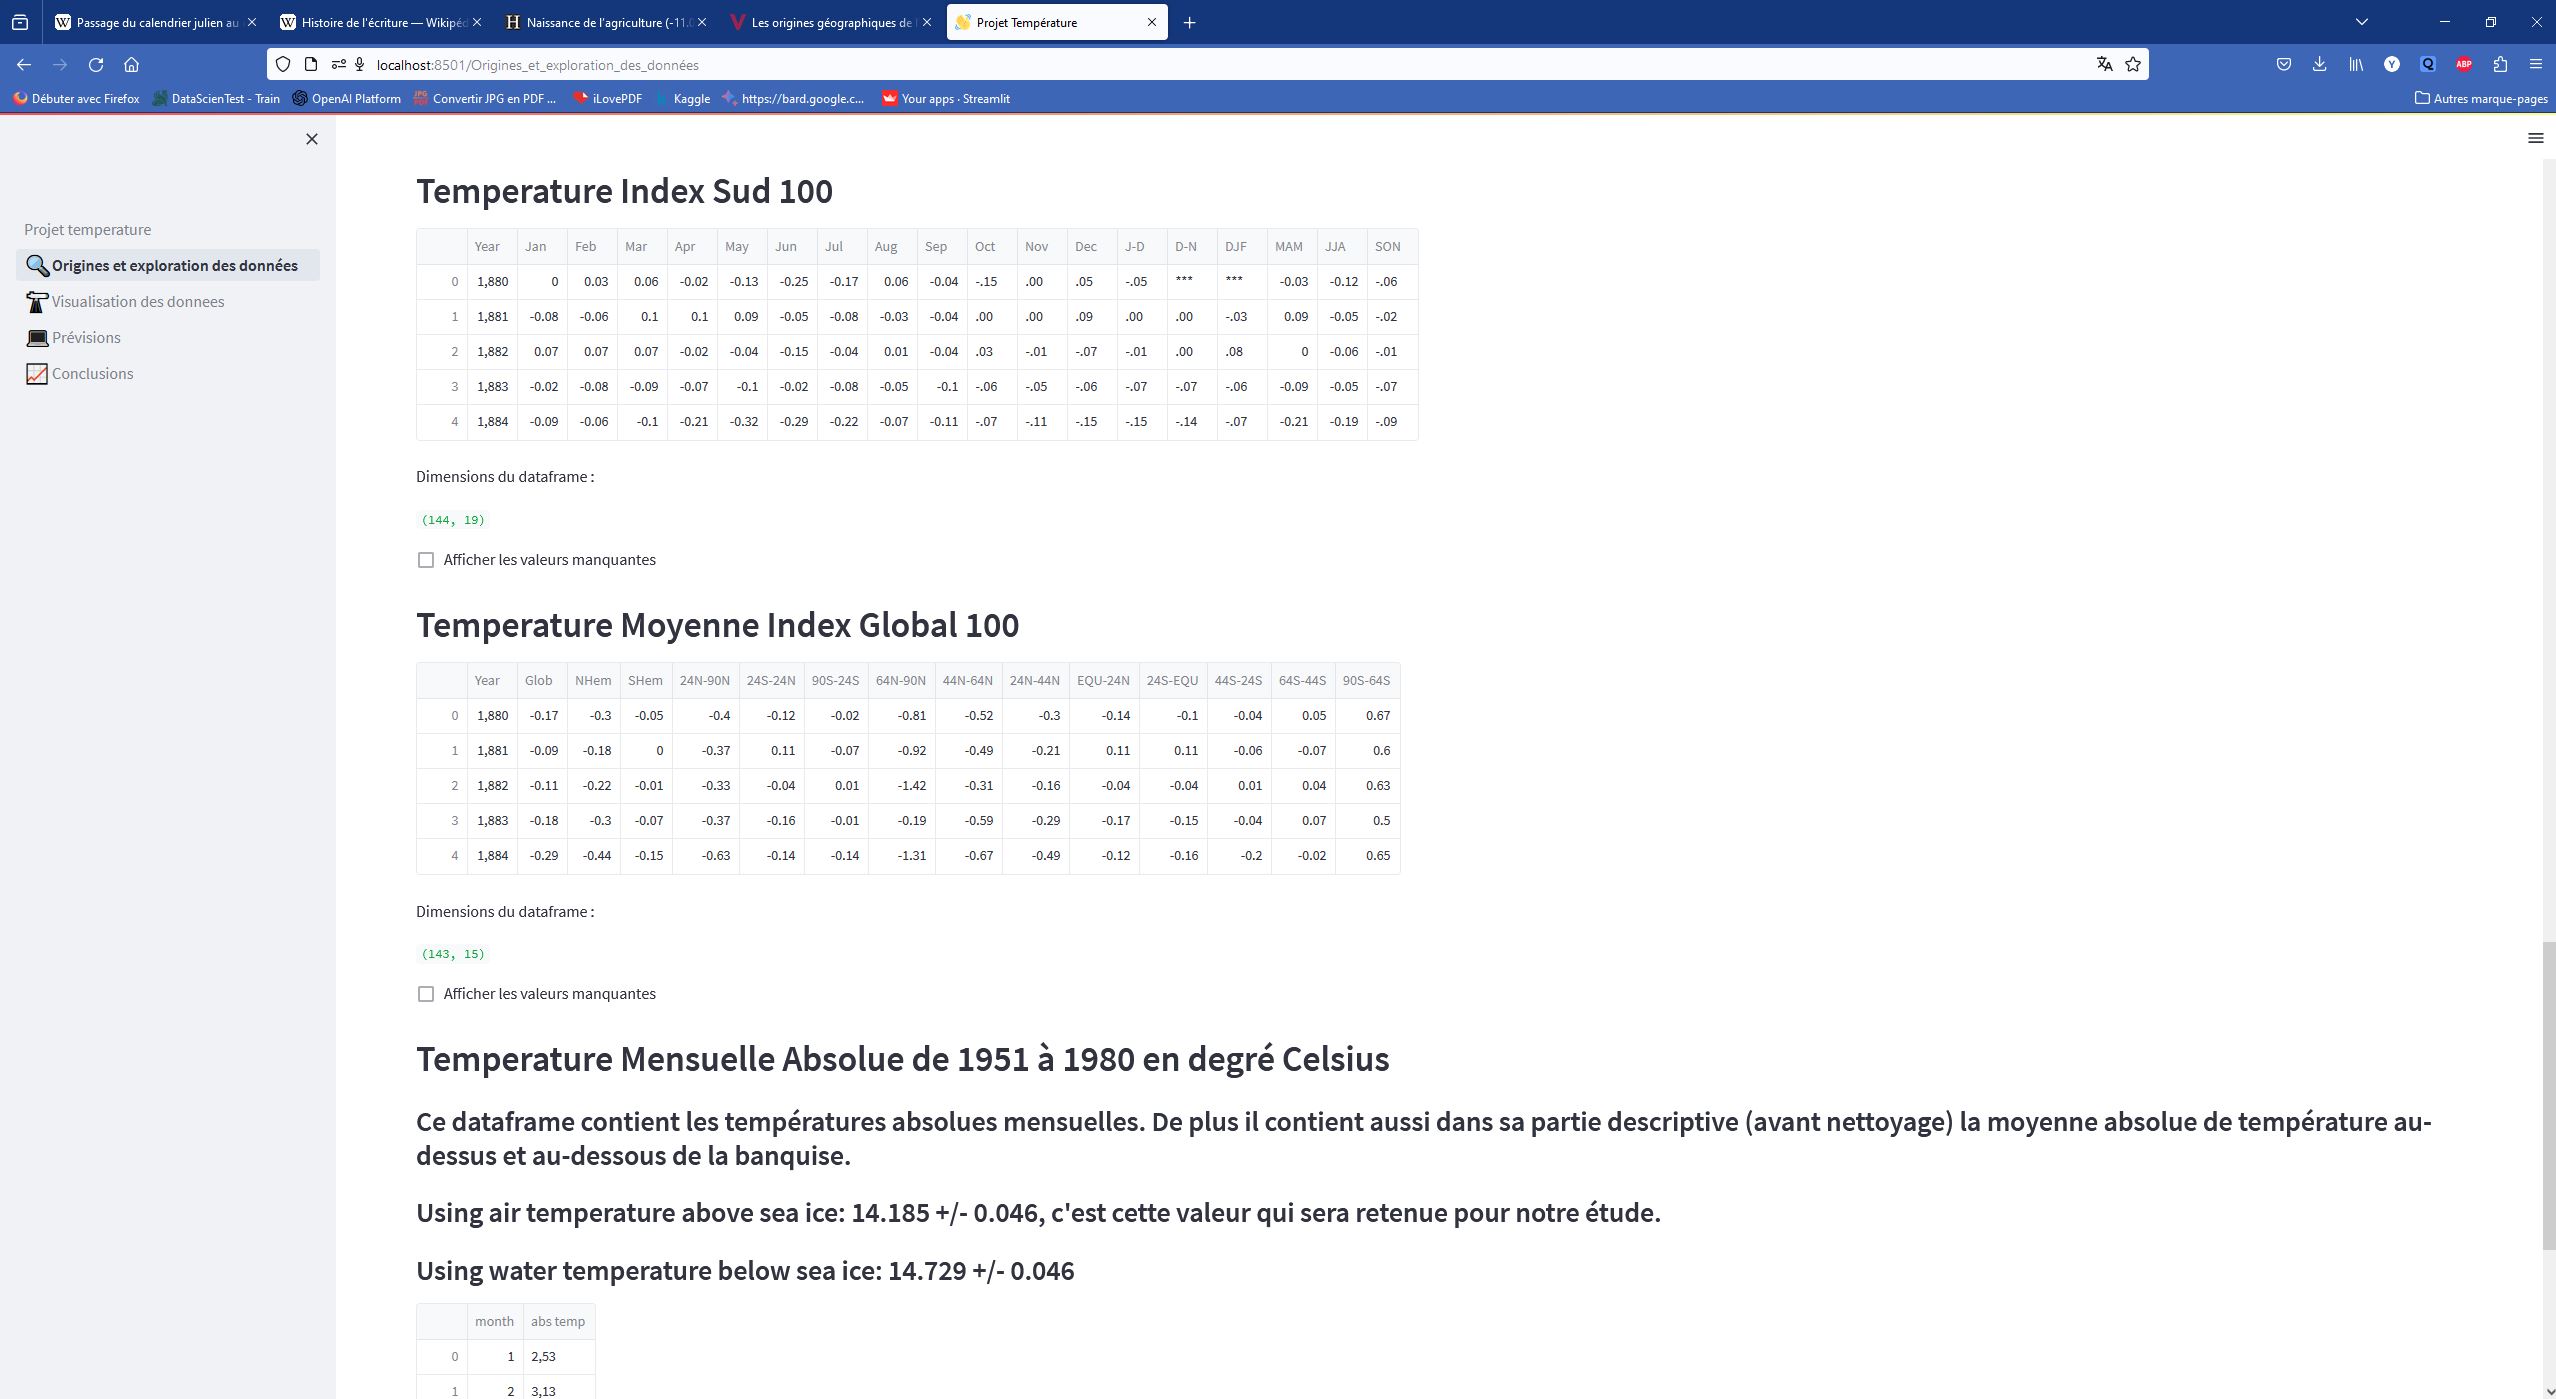 Passage du calendrier julien au
Histoire de l'écriture — Wikipéd
Naissance de l'agriculture (-11.0
Les origines géographiques de l
Projet Température
localhost:8501/Origines_et_exploration_des_données
Débuter avec Firefox DataScienTest - Train OpenAI Platform Convertir JPG en PDF ... iLovePDF Kaggle https://bard.google.c... Your apps · Streamlit Autres marque-pages
Projet temperature
Origines et exploration des données
Visualisation des donnees
Prévisions
Conclusions
Temperature Index Sud 100
Year Jan Feb Mar Apr May Jun Jul Aug Sep Oct Nov Dec J-D D-N DJF MAM JJA SON
0 1,880 0 0.03 0.06 -0.02 -0.13 -0.25 -0.17 0.06 -0.04 -.15 .00 .05 -.05 *** *** -0.03 -0.12 -.06
1 1,881 -0.08 -0.06 0.1 0.1 0.09 -0.05 -0.08 -0.03 -0.04 .00 .00 .09 .00 .00 -.03 0.09 -0.05 -.02
2 1,882 0.07 0.07 0.07 -0.02 -0.04 -0.15 -0.04 0.01 -0.04 .03 -.01 -.07 -.01 .00 .08 0 -0.06 -.01
3 1,883 -0.02 -0.08 -0.09 -0.07 -0.1 -0.02 -0.08 -0.05 -0.1 -.06 -.05 -.06 -.07 -.07 -.06 -0.09 -0.05 -.07
4 1,884 -0.09 -0.06 -0.1 -0.21 -0.32 -0.29 -0.22 -0.07 -0.11 -.07 -.11 -.15 -.15 -.14 -.07 -0.21 -0.19 -.09
Dimensions du dataframe :
(144, 19)
Afficher les valeurs manquantes
Temperature Moyenne Index Global 100
Year Glob NHem SHem 24N-90N 24S-24N 90S-24S 64N-90N 44N-64N 24N-44N EQU-24N 24S-EQU 44S-24S 64S-44S 90S-64S
0 1,880 -0.17 -0.3 -0.05 -0.4 -0.12 -0.02 -0.81 -0.52 -0.3 -0.14 -0.1 -0.04 0.05 0.67
1 1,881 -0.09 -0.18 0 -0.37 0.11 -0.07 -0.92 -0.49 -0.21 0.11 0.11 -0.06 -0.07 0.6
2 1,882 -0.11 -0.22 -0.01 -0.33 -0.04 0.01 -1.42 -0.31 -0.16 -0.04 -0.04 0.01 0.04 0.63
3 1,883 -0.18 -0.3 -0.07 -0.37 -0.16 -0.01 -0.19 -0.59 -0.29 -0.17 -0.15 -0.04 0.07 0.5
4 1,884 -0.29 -0.44 -0.15 -0.63 -0.14 -0.14 -1.31 -0.67 -0.49 -0.12 -0.16 -0.2 -0.02 0.65
Dimensions du dataframe :
(143, 15)
Afficher les valeurs manquantes
Temperature Mensuelle Absolue de 1951 à 1980 en degré Celsius
Ce dataframe contient les températures absolues mensuelles. De plus il contient aussi dans sa partie descriptive (avant nettoyage) la moyenne absolue de température au-
dessus et au-dessous de la banquise.
Using air temperature above sea ice: 14.185 +/- 0.046, c'est cette valeur qui sera retenue pour notre étude.
Using water temperature below sea ice: 14.729 +/- 0.046
month abs temp
0 1 2,53
1 2 3,13